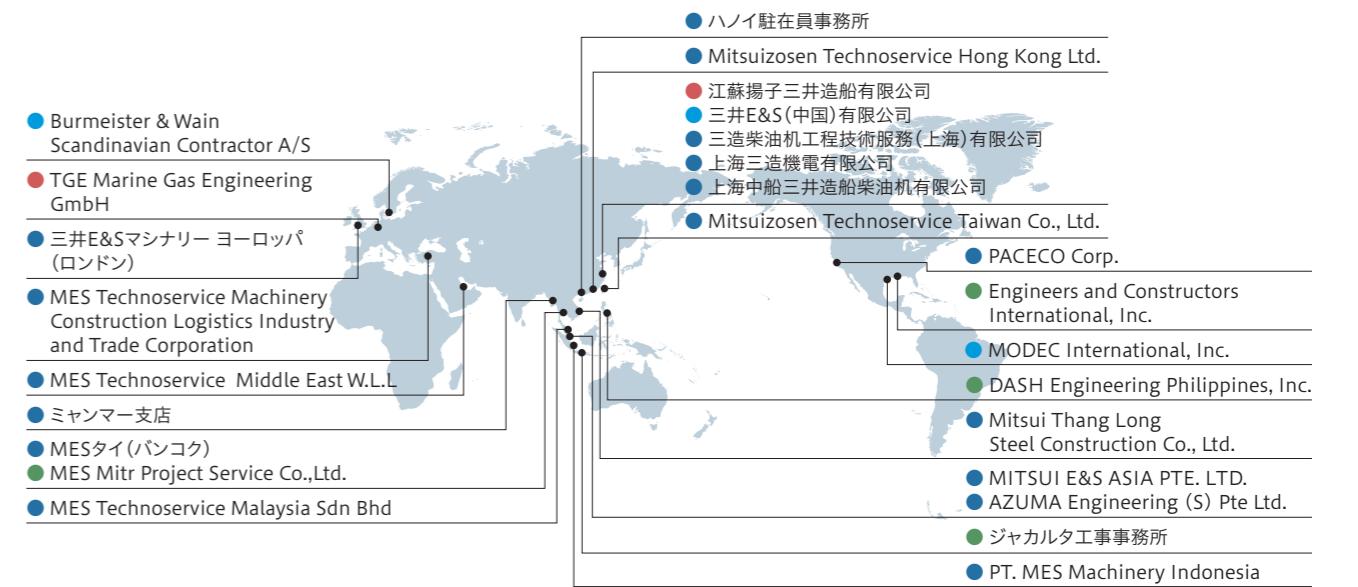 ハノイ駐在員事務所
Mitsuizosen Technoservice Hong Kong Ltd.
江蘇揚子三井造船有限公司
三井E&S（中国）有限公司
三造柴油机工程技術服務（上海）有限公司
上海三造機電有限公司
上海中船三井造船柴油机有限公司
Mitsuizosen Technoservice Taiwan Co., Ltd.
Burmeister & Wain
Scandinavian Contractor A/S
TGE Marine Gas Engineering
GmbH
三井E&Sマシナリー ヨーロッパ
（ロンドン）
MES Technoservice Machinery
Construction Logistics Industry
and Trade Corporation
MES Technoservice Middle East W.L.L
ミャンマー支店
MESタイ（バンコク）
MES Mitr Project Service Co.,Ltd.
MES Technoservice Malaysia Sdn Bhd
PACECO Corp.
Engineers and Constructors
International, Inc.
MODEC International, Inc.
DASH Engineering Philippines, Inc.
Mitsui Thang Long
Steel Construction Co., Ltd.
MITSUI E&S ASIA PTE. LTD.
AZUMA Engineering (S) Pte Ltd.
ジャカルタ工事事務所
PT. MES Machinery Indonesia